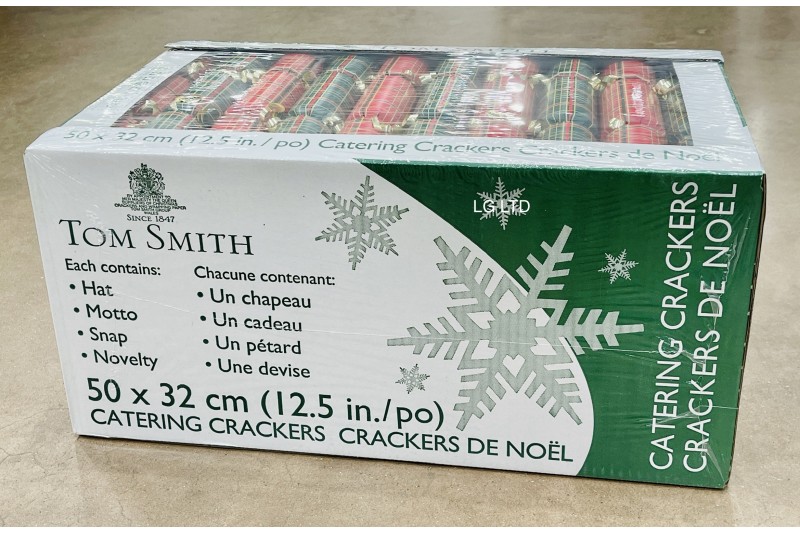 50 x 32 cm (12.5 in./po) Catering Crackers Crackers de Noël
SINCE 1847
TOM SMITH
Each contains:
• Hat
• Motto
• Snap
• Novelty
Chacune contenant:
• Un chapeau
• Un cadeau
• Un pétard
• Une devise
50 x 32 cm (12.5 in./po)
CATERING CRACKERS CRACKERS DE NOËL
LG LTD
CATERING CRACKERS
CRACKERS DE NOËL